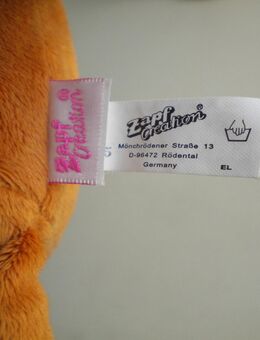 Zapf ®
Creation
Zapf ®
Creation
Mönchrödener Straße 13
D-96472 Rödental
Germany
EL